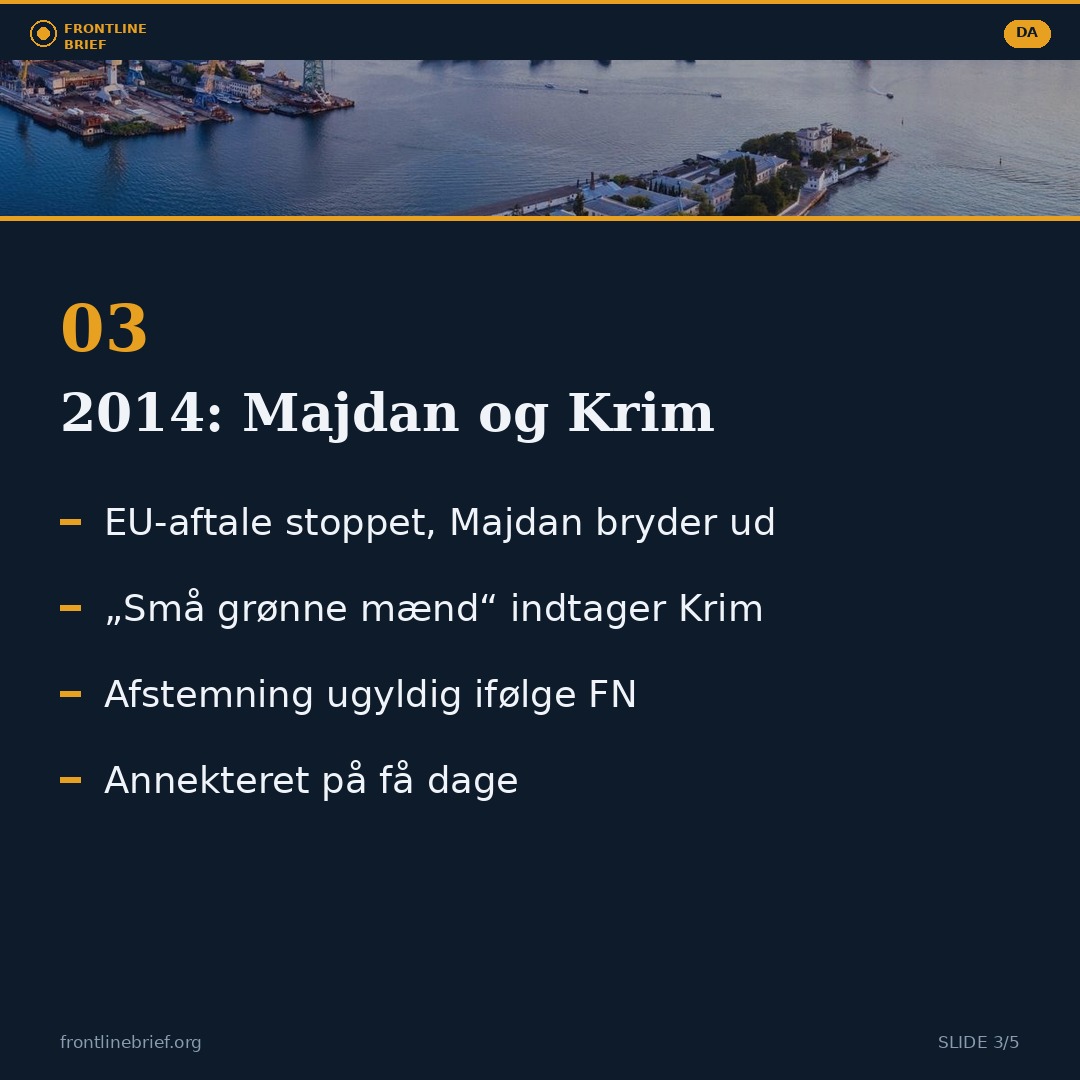 FRONTLINE
BRIEF
DA
03
2014: Majdan og Krim
EU-aftale stoppet, Majdan bryder ud
„Små grønne mænd“ indtager Krim
Afstemning ugyldig ifølge FN
Annekteret på få dage
frontlinebrief.org
SLIDE 3/5